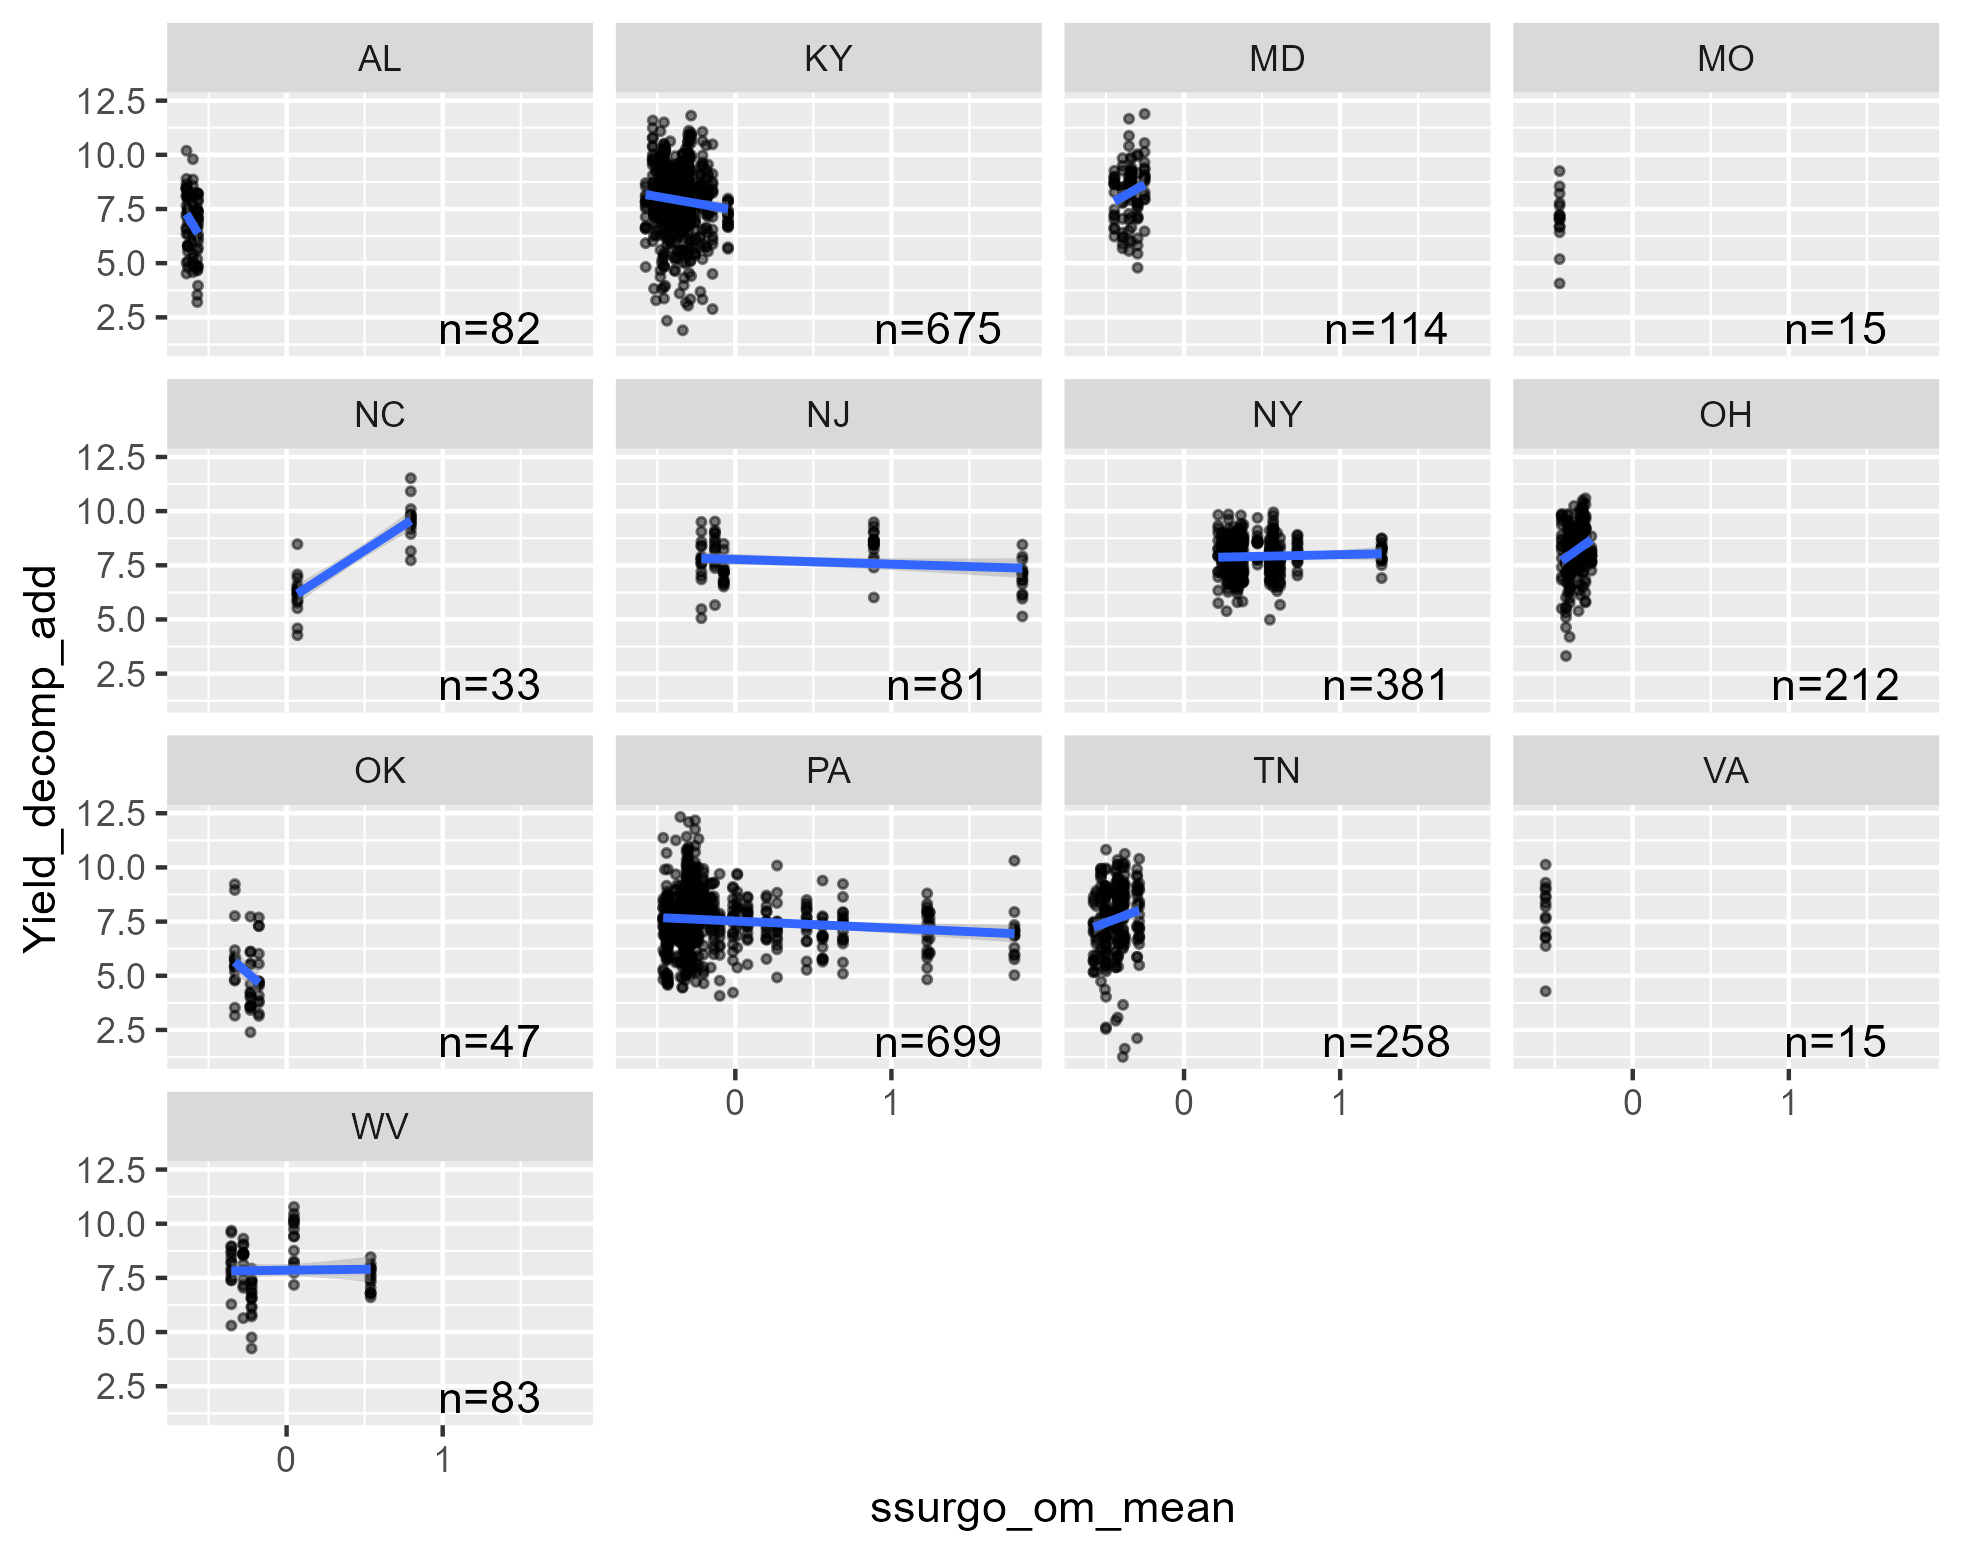 AL KY MD MO
12.5
10.0
7.5
5.0
2.5
n=82 n=675 n=114 n=15
NC NJ NY OH
12.5
10.0
7.5
5.0
2.5
n=33 n=81 n=381 n=212
Yield_decomp_add
OK PA TN VA
12.5
10.0
7.5
5.0
2.5
n=47 n=699 n=258 n=15
0 1 0 1 0 1
WV
12.5
10.0
7.5
5.0
2.5
n=83
0 1
ssurgo_om_mean